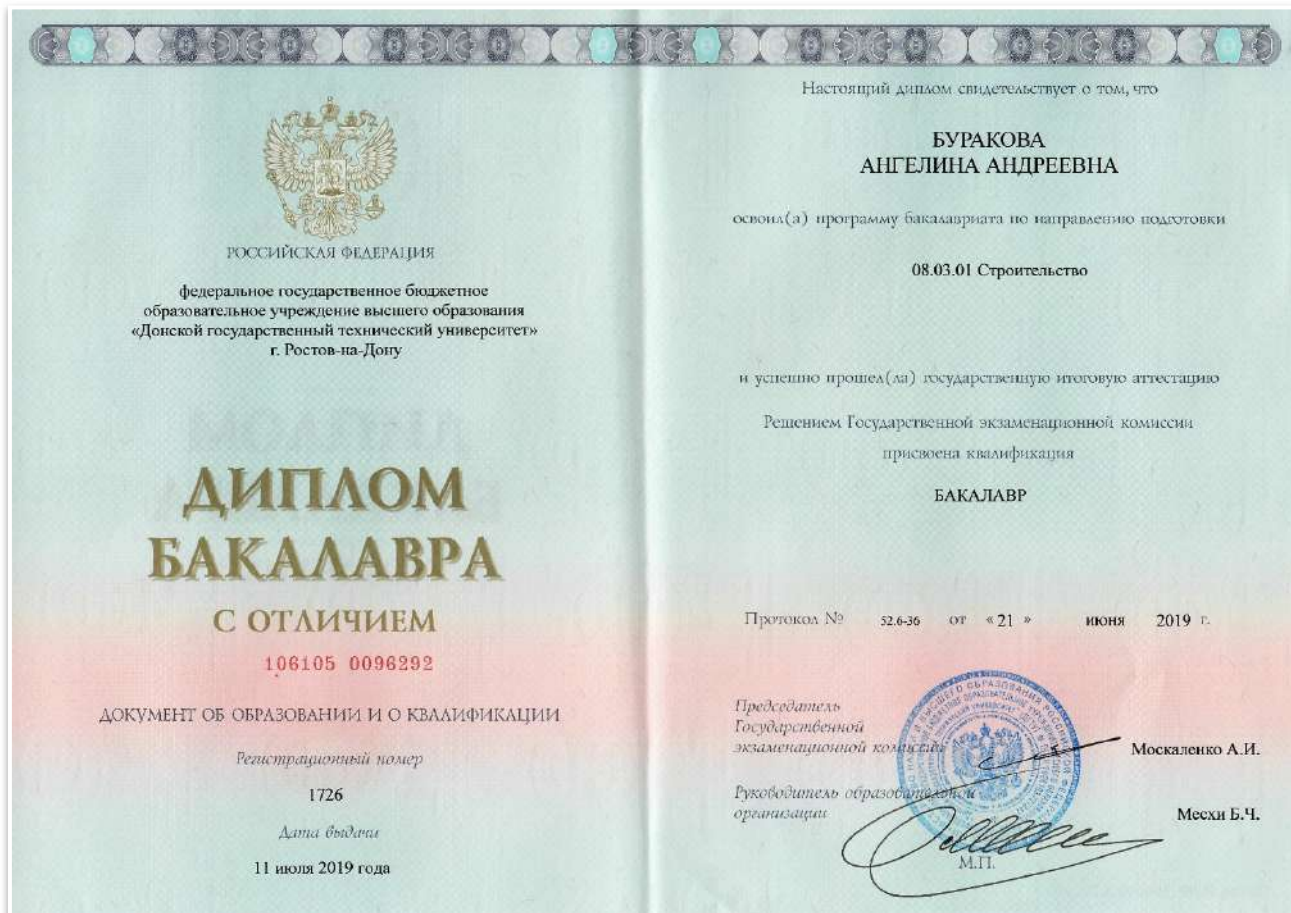 РОССИЙСКАЯ ФЕДЕРАЦИЯ
федеральное государственное бюджетное
образовательное учреждение высшего образования
«Донской государственный технический университет»
г. Ростов-на-Дону
ДИПЛОМ
БАКАЛАВРА
С ОТЛИЧИЕМ
106105 0096292
ДОКУМЕНТ ОБ ОБРАЗОВАНИИ И О КВАЛИФИКАЦИИ
Регистрационный номер
1726
Дата выдачи
11 июля 2019 года
Настоящий диплом свидетельствует о том, что
БУРАКОВА
АНГЕЛИНА АНДРЕЕВНА
освоил(а) программу бакалавриата по направлению подготовки
08.03.01 Строительство
и успешно прошел(ла) государственную итоговую аттестацию
Решением Государственной экзаменационной комиссии
присвоена квалификация
БАКАЛАВР
Протокол № 52.6-36 от «21» июня 2019 г.
Председатель
Государственной
экзаменационной комиссии Москаленко А.И.
Руководитель образовательной
организации Месхи Б.Ч.
М.П.